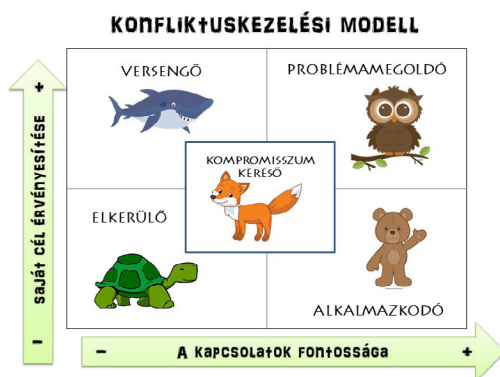 KONFLIKTUSKEZELÉSI MODELL
VERSENGŐ
PROBLÉMAMEGOLDÓ
KOMPROMISSZUM
KERESŐ
ELKERÜLŐ
ALKALMAZKODÓ
- SAJÁT CÉL ÉRVÉNYESÍTÉSE +
- A KAPCSOLATOK FONTOSSÁGA +